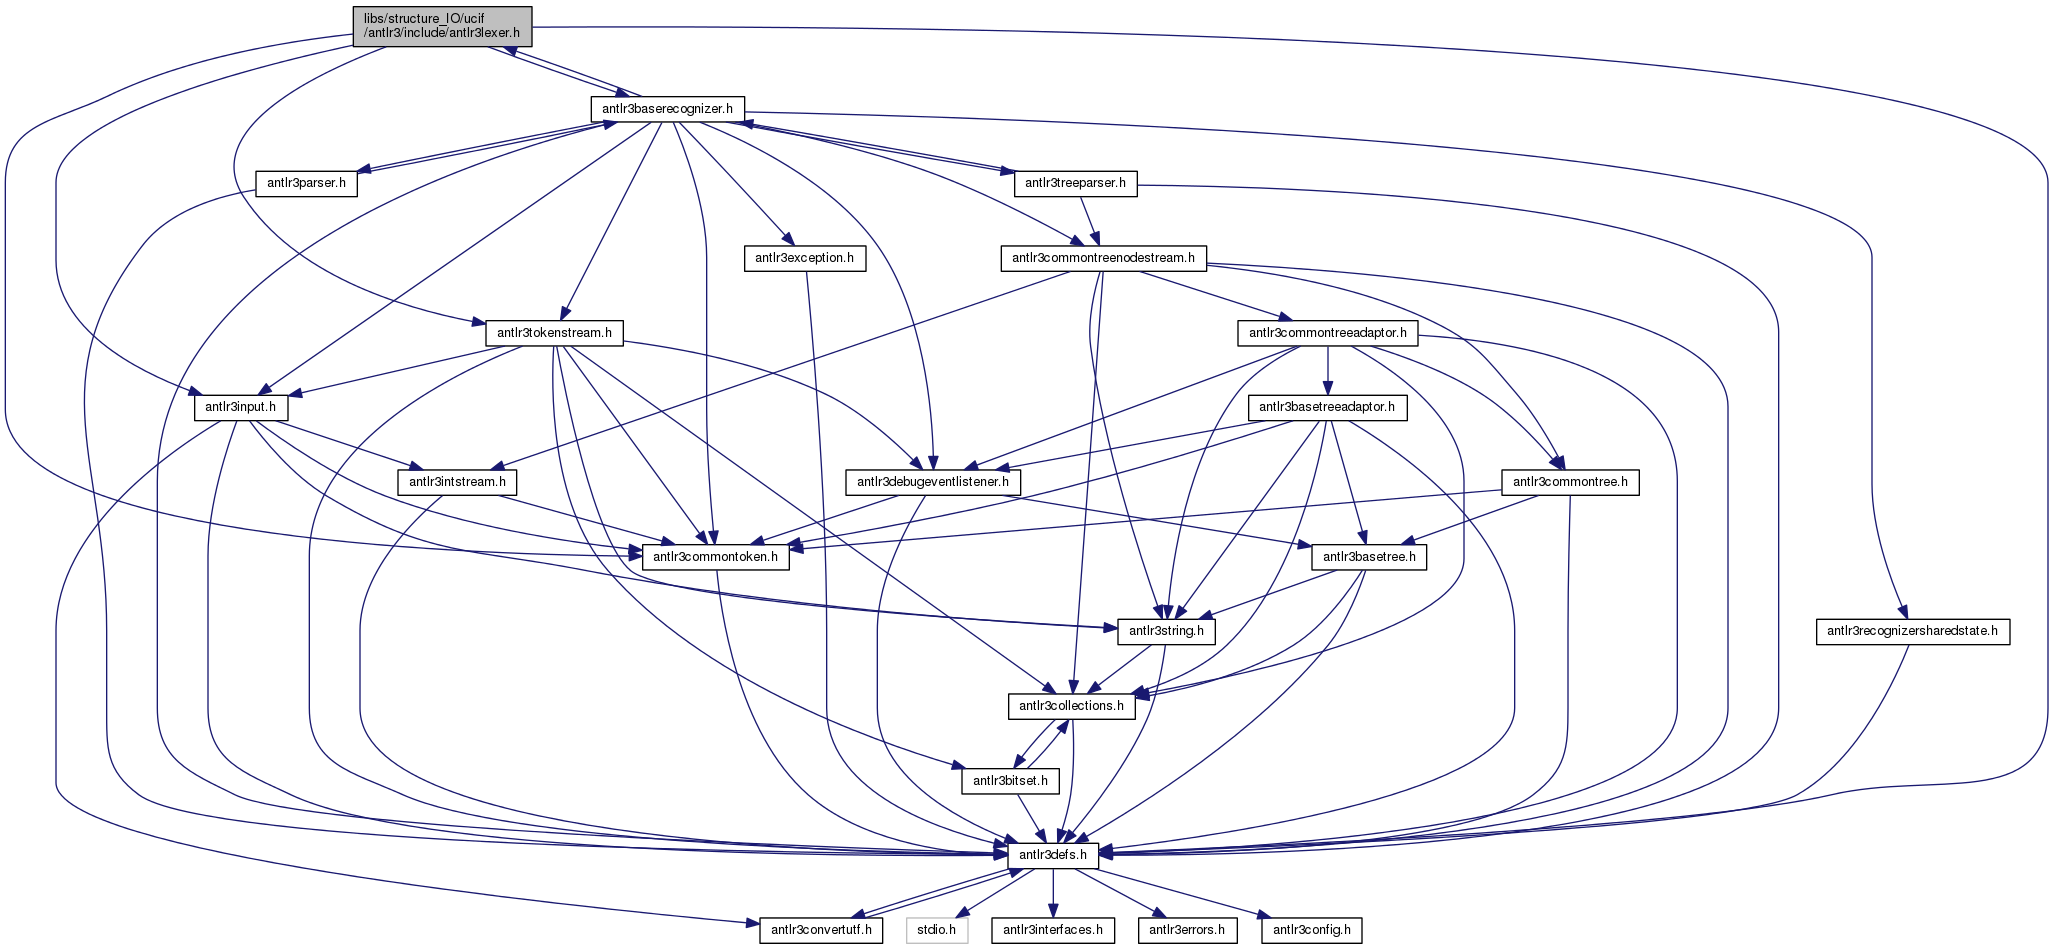 libs/structure_IO/ucif
/antlr3/include/antlr3lexer.h
antlr3baserecognizer.h
antlr3parser.h
antlr3treeparser.h
antlr3exception.h
antlr3commontreenodestream.h
antlr3tokenstream.h
antlr3commontreeadaptor.h
antlr3input.h
antlr3basetreeadaptor.h
antlr3intstream.h
antlr3debugeventlistener.h
antlr3commontree.h
antlr3commontoken.h
antlr3basetree.h
antlr3string.h
antlr3recognizersharedstate.h
antlr3collections.h
antlr3bitset.h
antlr3defs.h
antlr3convertutf.h
stdio.h
antlr3interfaces.h
antlr3errors.h
antlr3config.h